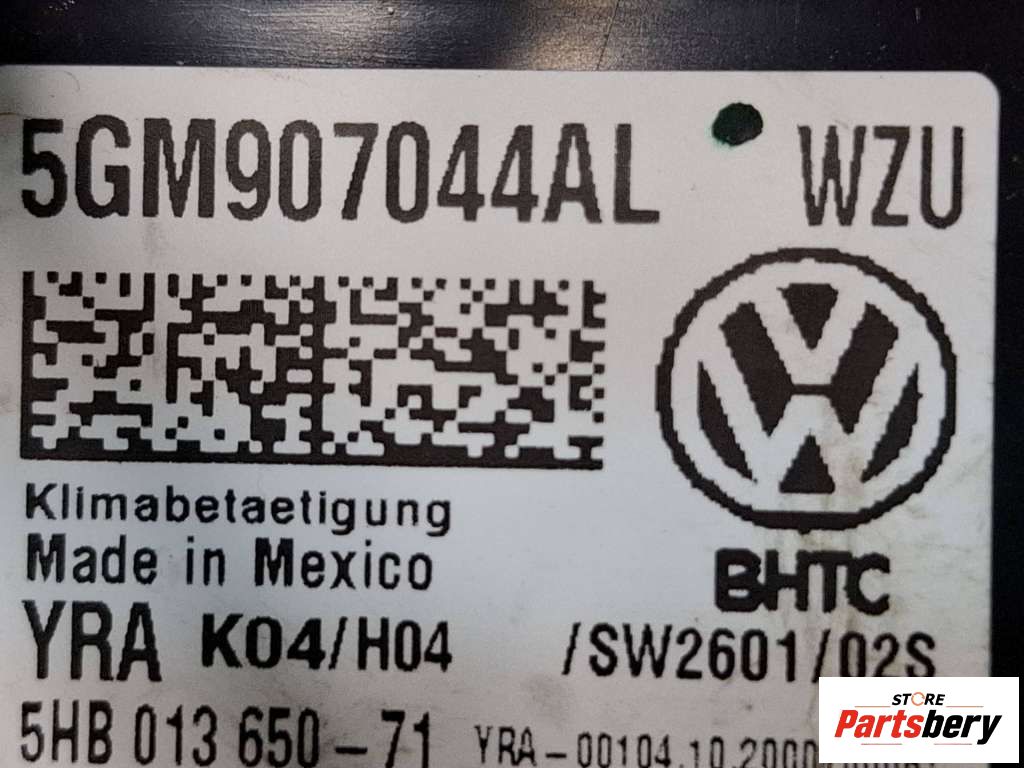 5GM907044AL WZU
Klimabetaetigung
Made in Mexico
BHTC
YRA K04/H04 /SW2601/02S
5HB 013 650-71
STORE
Partsbery